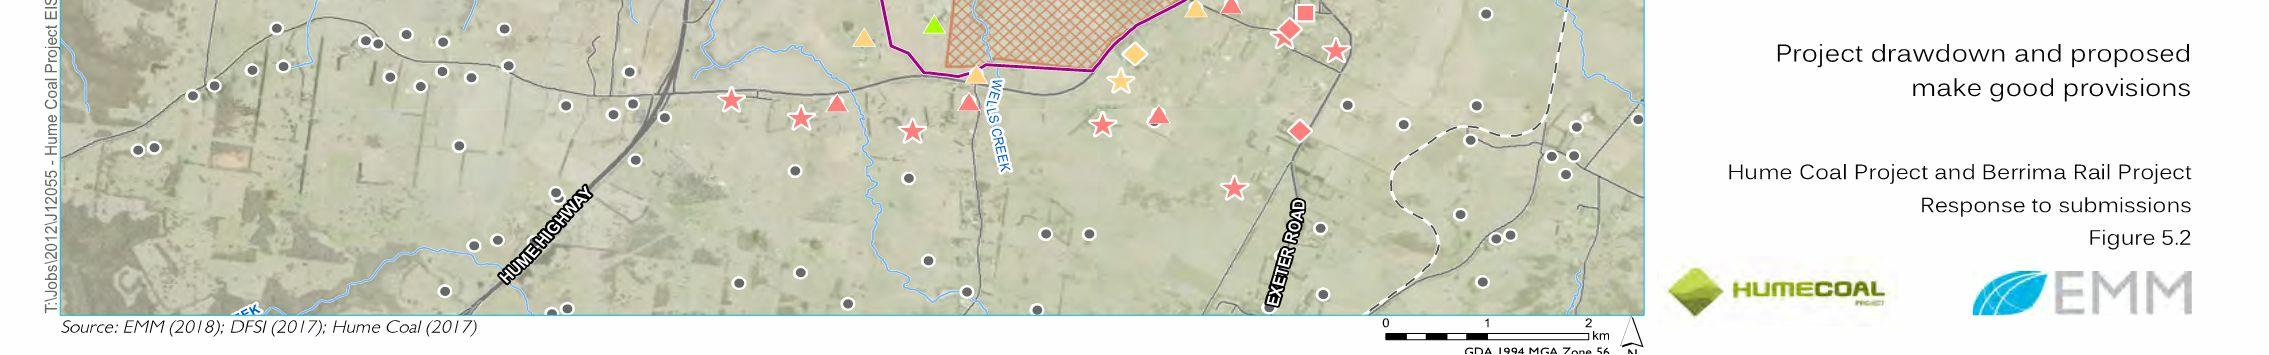 T:\Jobs\2012\J12055 - Hume Coal Project EIS
WELLS CREEK
HUME HIGHWAY
EXETER ROAD
EEK
Source: EMM (2018); DFSI (2017); Hume Coal (2017)
0 1 2
km
GDA 1994 MGA Zone 56
N
Project drawdown and proposed
make good provisions
Hume Coal Project and Berrima Rail Project
Response to submissions
Figure 5.2
HUMECOAL
PROJECT
EMM